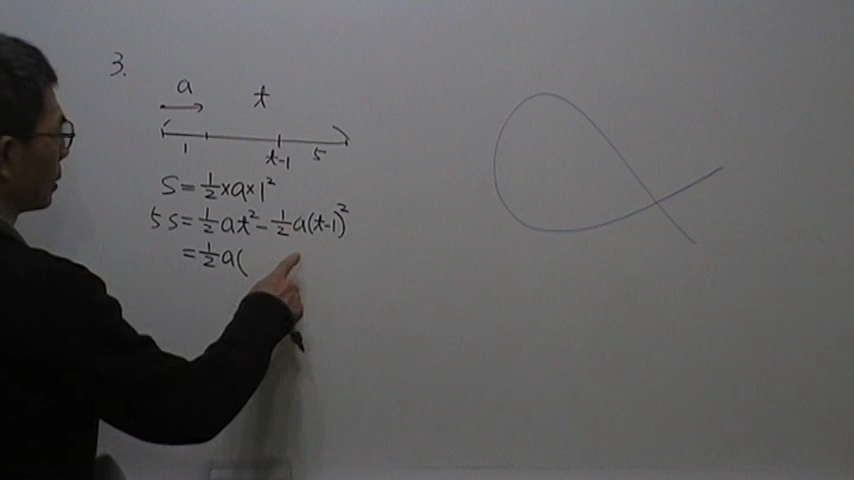 3.
a t
1 t-1 5
S=½×a×1²
5S=½at²-½a(t-1)²
=½a(